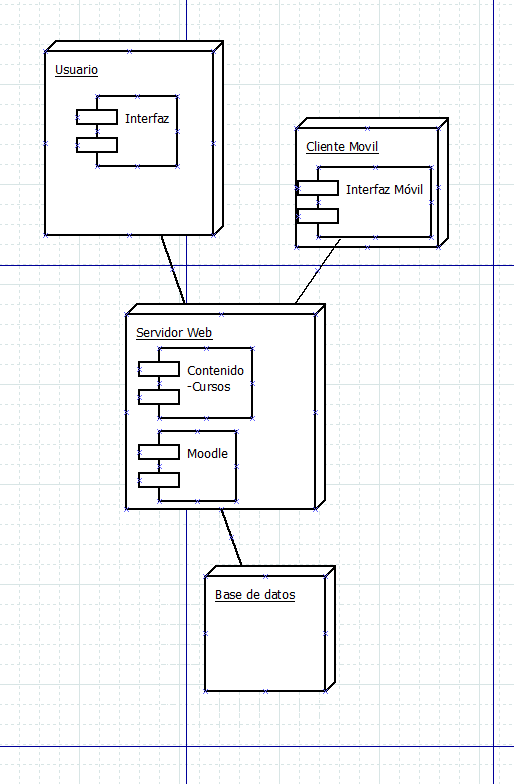 Usuario
Interfaz
Cliente Movil
Interfaz Móvil
Servidor Web
Contenido
-Cursos
Moodle
Base de datos